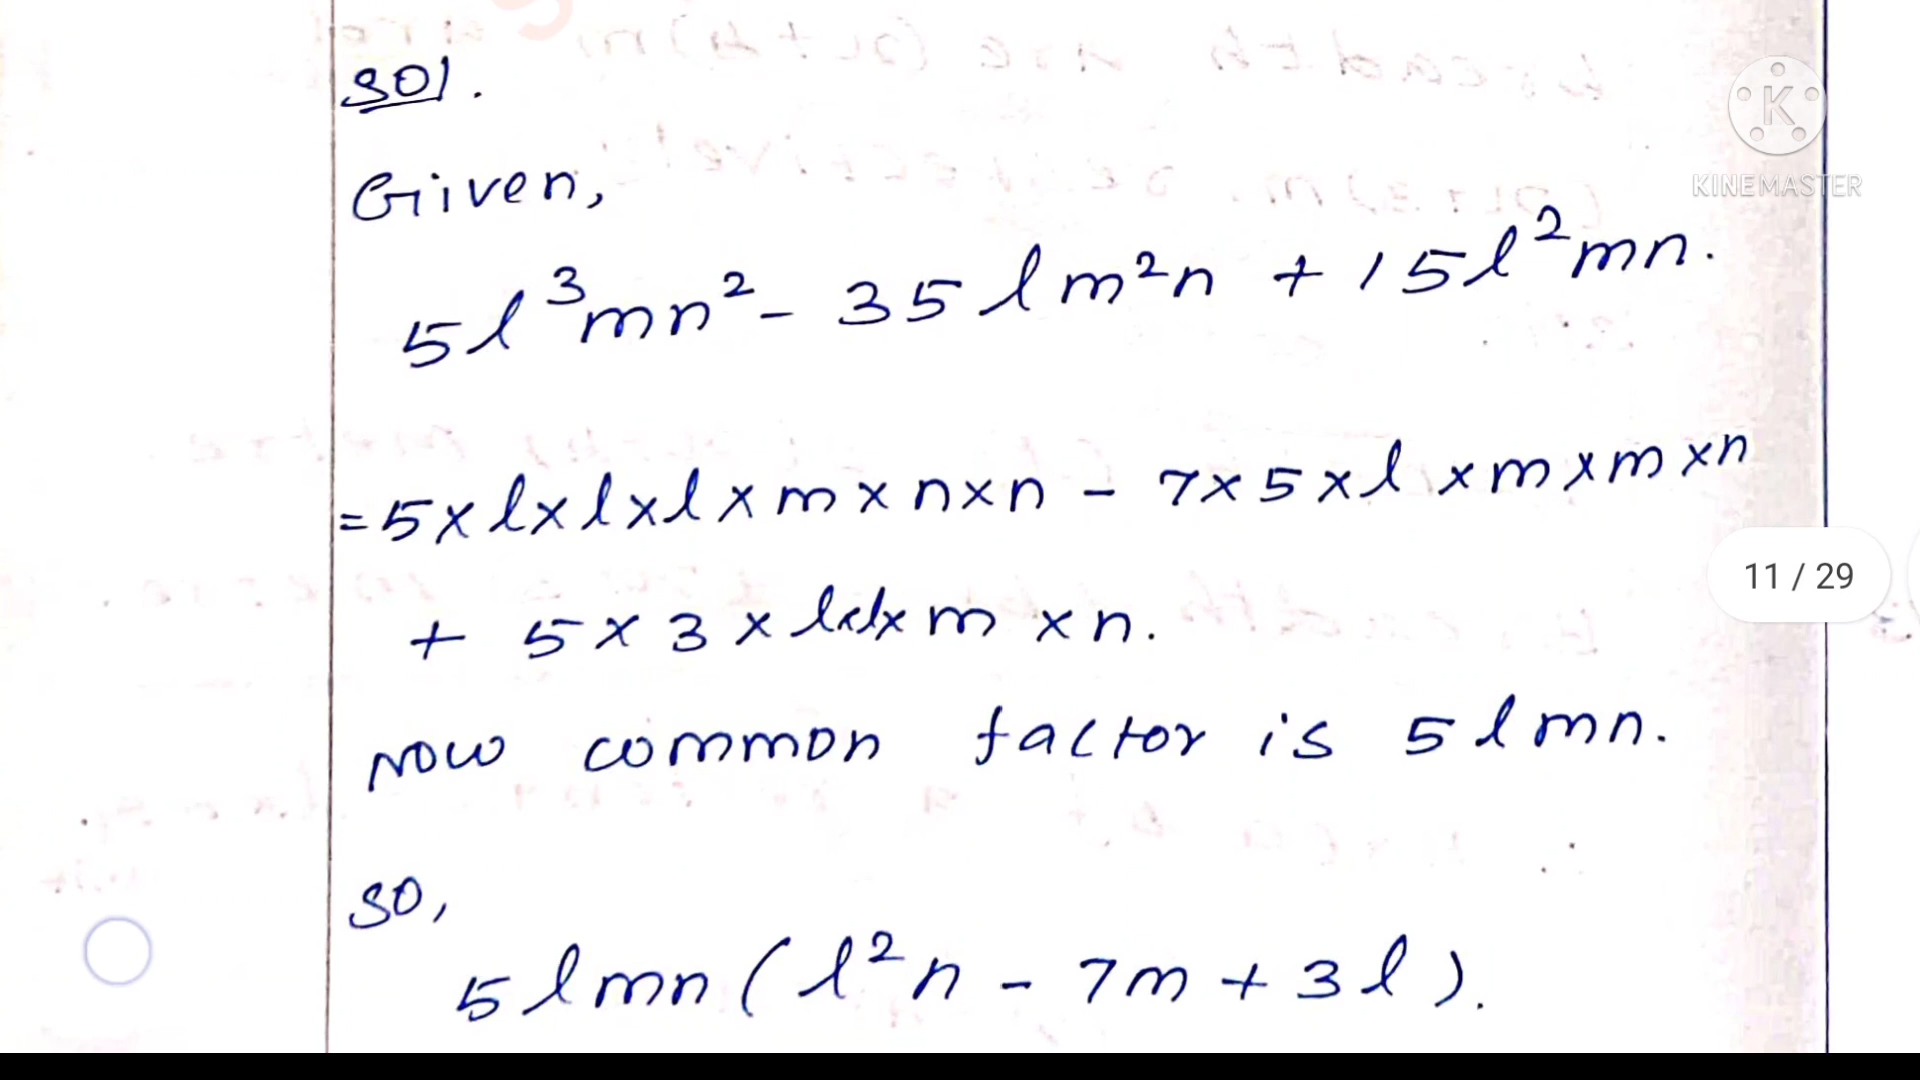 Sol.
KINEMASTER
Given,
5l³mn² - 35lm²n + 15l²mn.
= 5×l×l×l×m×n×n - 7×5×l×m×m×n
11 / 29
+ 5×3×l×l×m×n.
Now common factor is 5lmn.
So,
5lmn(l²n - 7m + 3l).